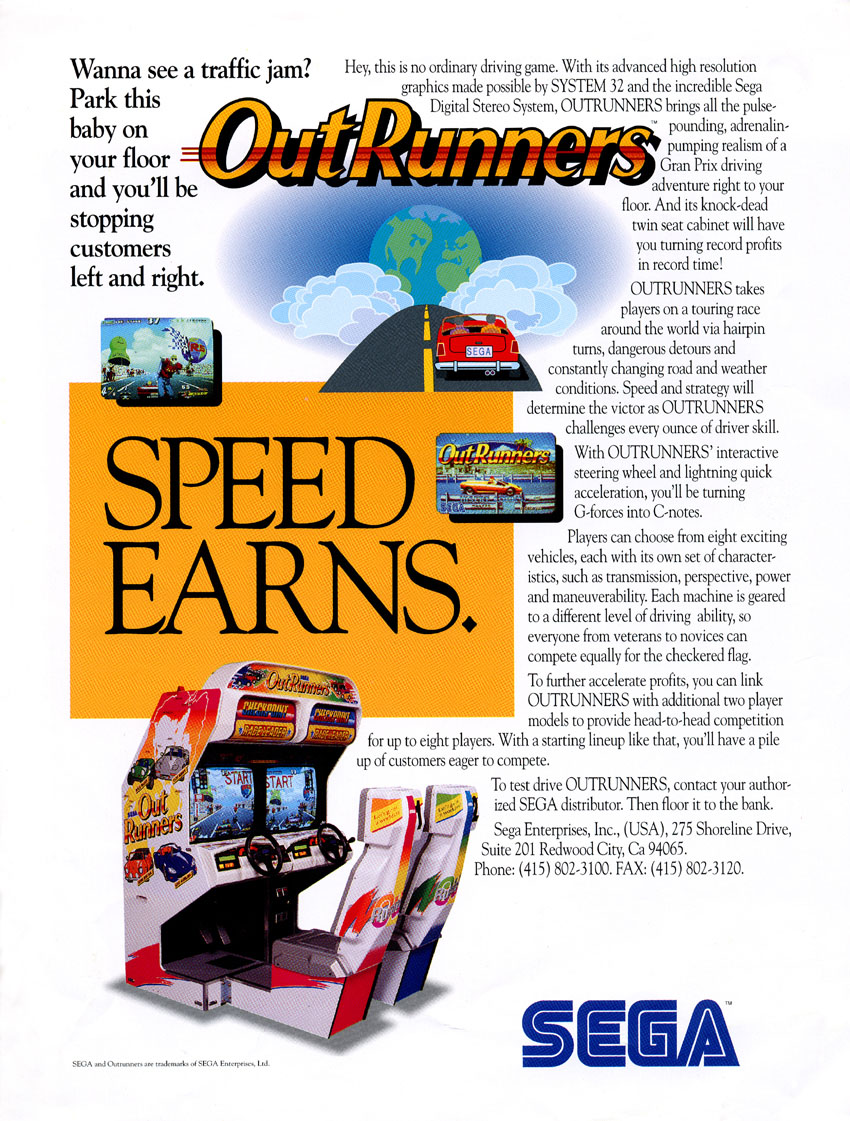 Wanna see a traffic jam?
Park this
baby on
your floor
and you'll be
stopping
customers
left and right.
Hey, this is no ordinary driving game. With its advanced high resolution
graphics made possible by SYSTEM 32 and the incredible Sega
Digital Stereo System, OUTRUNNERS brings all the pulse-
pounding, adrenalin-
pumping realism of a
Gran Prix driving
adventure right to your
floor. And its knock-dead
twin seat cabinet will have
you turning record profits
in record time!
OutRunners™
OUTRUNNERS takes
players on a touring race
around the world via hairpin
turns, dangerous detours and
constantly changing road and weather
conditions. Speed and strategy will
determine the victor as OUTRUNNERS
challenges every ounce of driver skill.
SEGA
SPEED
EARNS.
OutRunners
SEGA
With OUTRUNNERS' interactive
steering wheel and lightning quick
acceleration, you'll be turning
G-forces into C-notes.
Players can choose from eight exciting
vehicles, each with its own set of character-
istics, such as transmission, perspective, power
and maneuverability. Each machine is geared
to a different level of driving ability, so
everyone from veterans to novices can
compete equally for the checkered flag.
To further accelerate profits, you can link
OUTRUNNERS with additional two player
models to provide head-to-head competition
for up to eight players. With a starting lineup like that, you'll have a pile
up of customers eager to compete.
To test drive OUTRUNNERS, contact your author-
ized SEGA distributor. Then floor it to the bank.
Sega Enterprises, Inc., (USA), 275 Shoreline Drive,
Suite 201 Redwood City, Ca 94065.
Phone: (415) 802-3100. FAX: (415) 802-3120.
OutRunners
CHECKPOINT
CHECKPOINT
RACELEADER
RACELEADER
START
START
Out
Runners
SEGA™
SEGA and Outrunners are trademarks of SEGA Enterprises, Ltd.